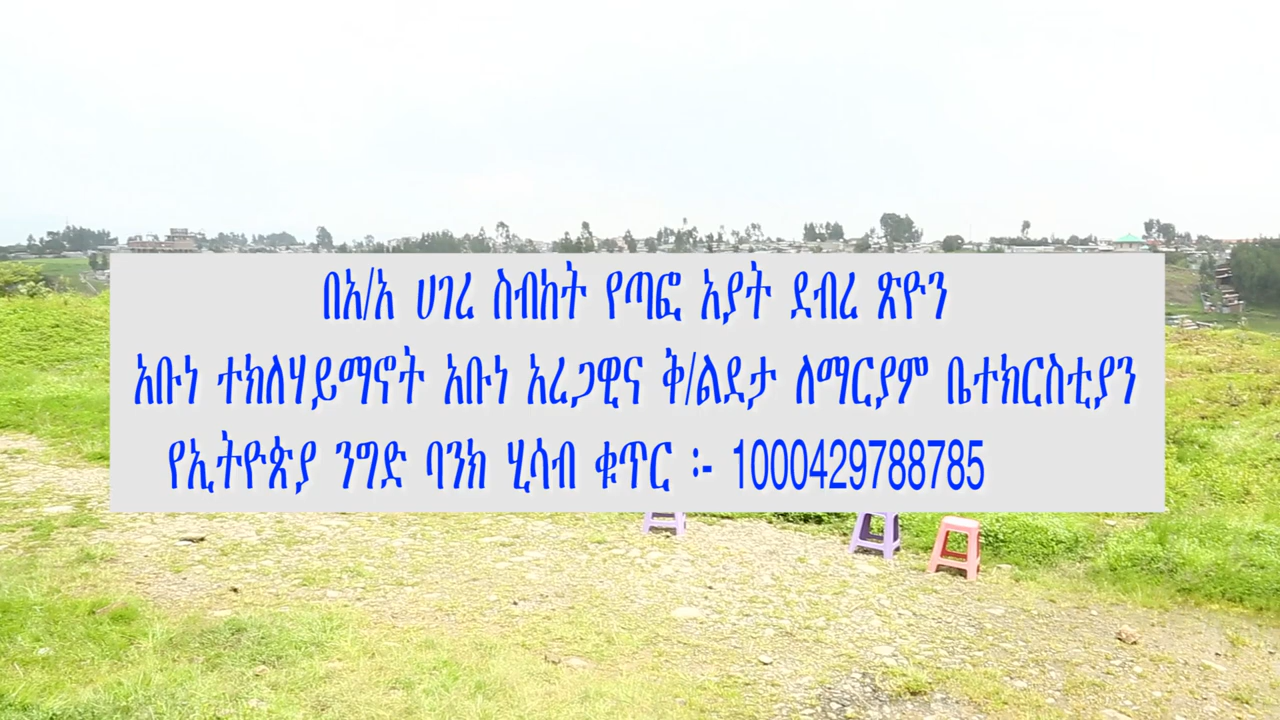 በአ/አ ሀገረ ስብከት የጣፎ አያት ደብረ ጽዮን
አቡነ ተክለሃይማኖት አቡነ አረጋዊና ቅ/ልደታ ለማርያም ቤተክርስቲያን
የኢትዮጵያ ንግድ ባንክ ሂሳብ ቁጥር ፡- 1000429788785